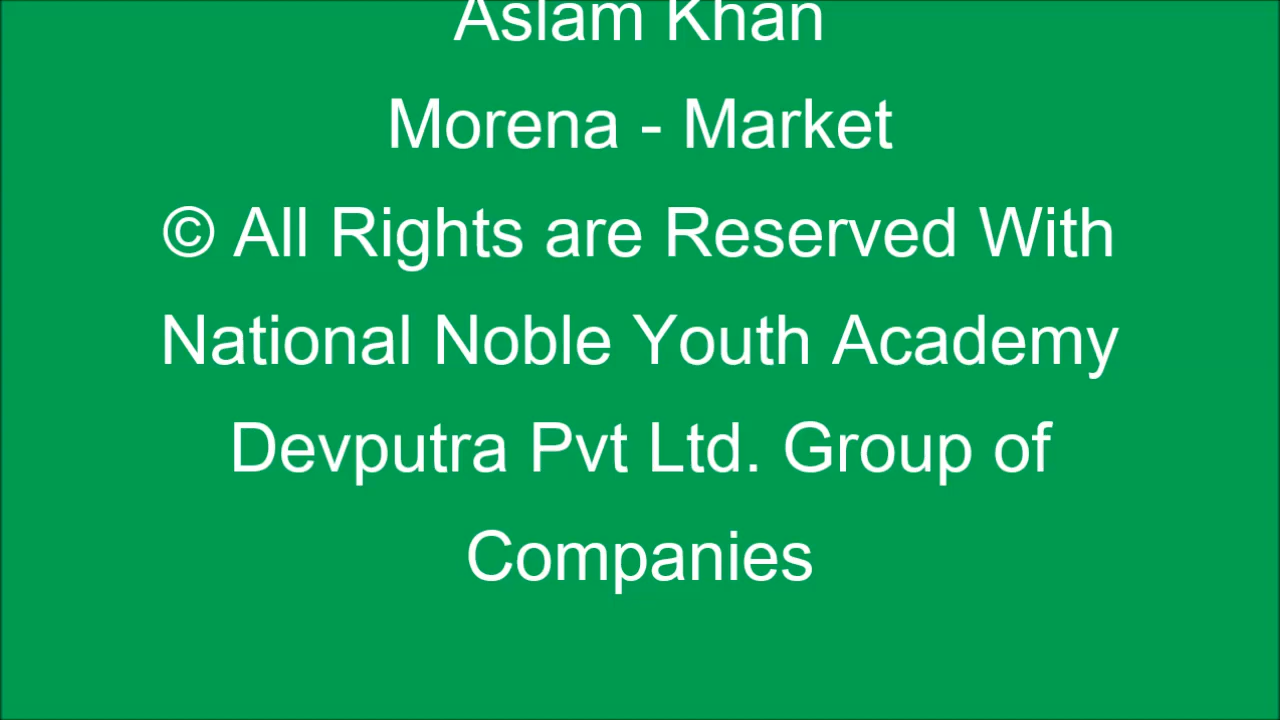 Aslam Khan
Morena - Market
© All Rights are Reserved With
National Noble Youth Academy
Devputra Pvt Ltd. Group of
Companies